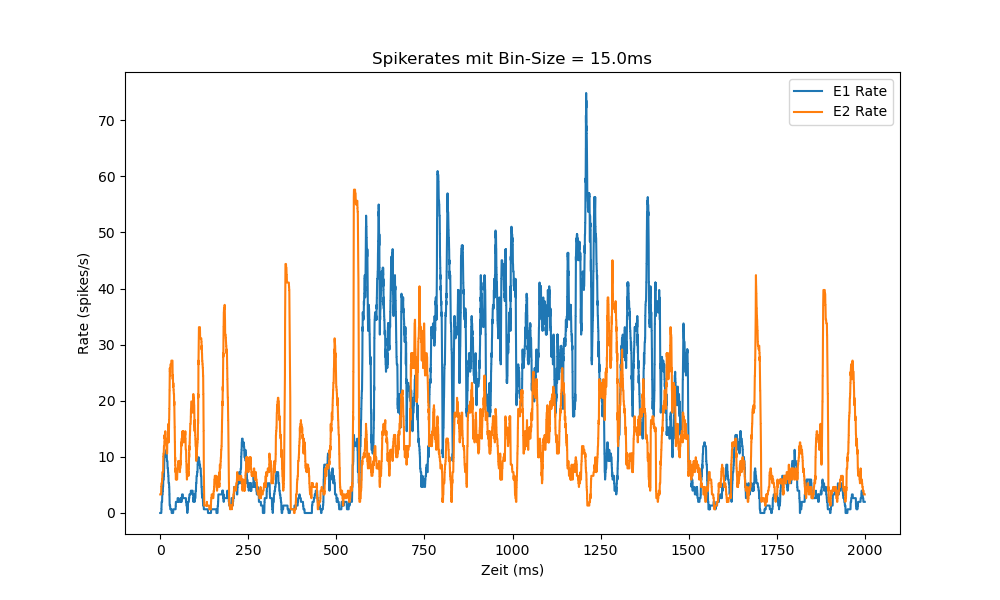 Spikerates mit Bin-Size = 15.0ms
E1 Rate
E2 Rate
Rate (spikes/s)
70
60
50
40
30
20
10
0
0 250 500 750 1000 1250 1500 1750 2000
Zeit (ms)